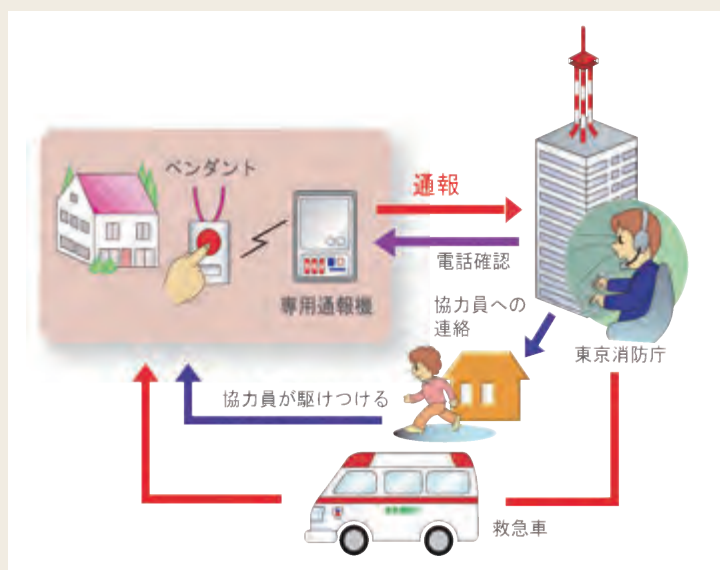 ペンダント
専用通報機
通報
電話確認
協力員への
連絡
東京消防庁
協力員が駆けつける
救急車